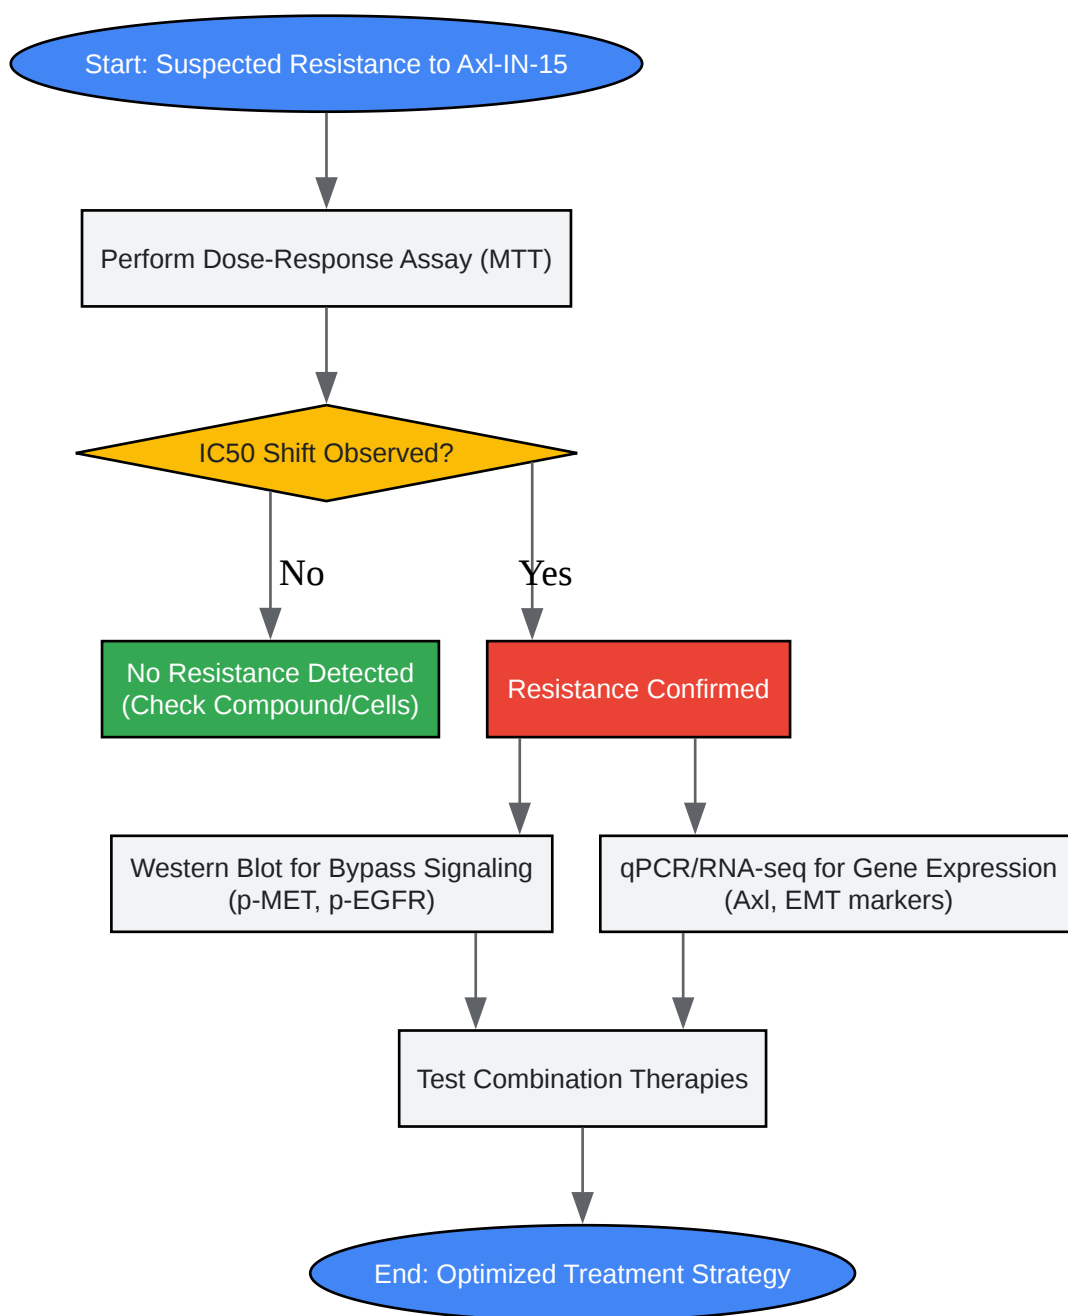 Start: Suspected Resistance to Axl-IN-15
Perform Dose-Response Assay (MTT)
IC50 Shift Observed?
No
Yes
No Resistance Detected
(Check Compound/Cells)
Resistance Confirmed
Western Blot for Bypass Signaling
(p-MET, p-EGFR)
qPCR/RNA-seq for Gene Expression
(Axl, EMT markers)
Test Combination Therapies
End: Optimized Treatment Strategy